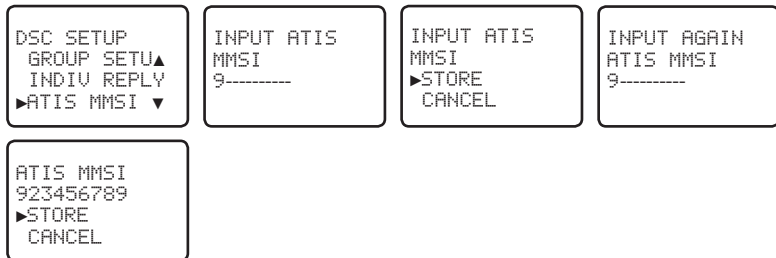 DSC SETUP
GROUP SETU▲
INDIV REPLY
►ATIS MMSI ▼
INPUT ATIS
MMSI
9----------
INPUT ATIS
MMSI
►STORE
CANCEL
INPUT AGAIN
ATIS MMSI
9----------
ATIS MMSI
923456789
►STORE
CANCEL